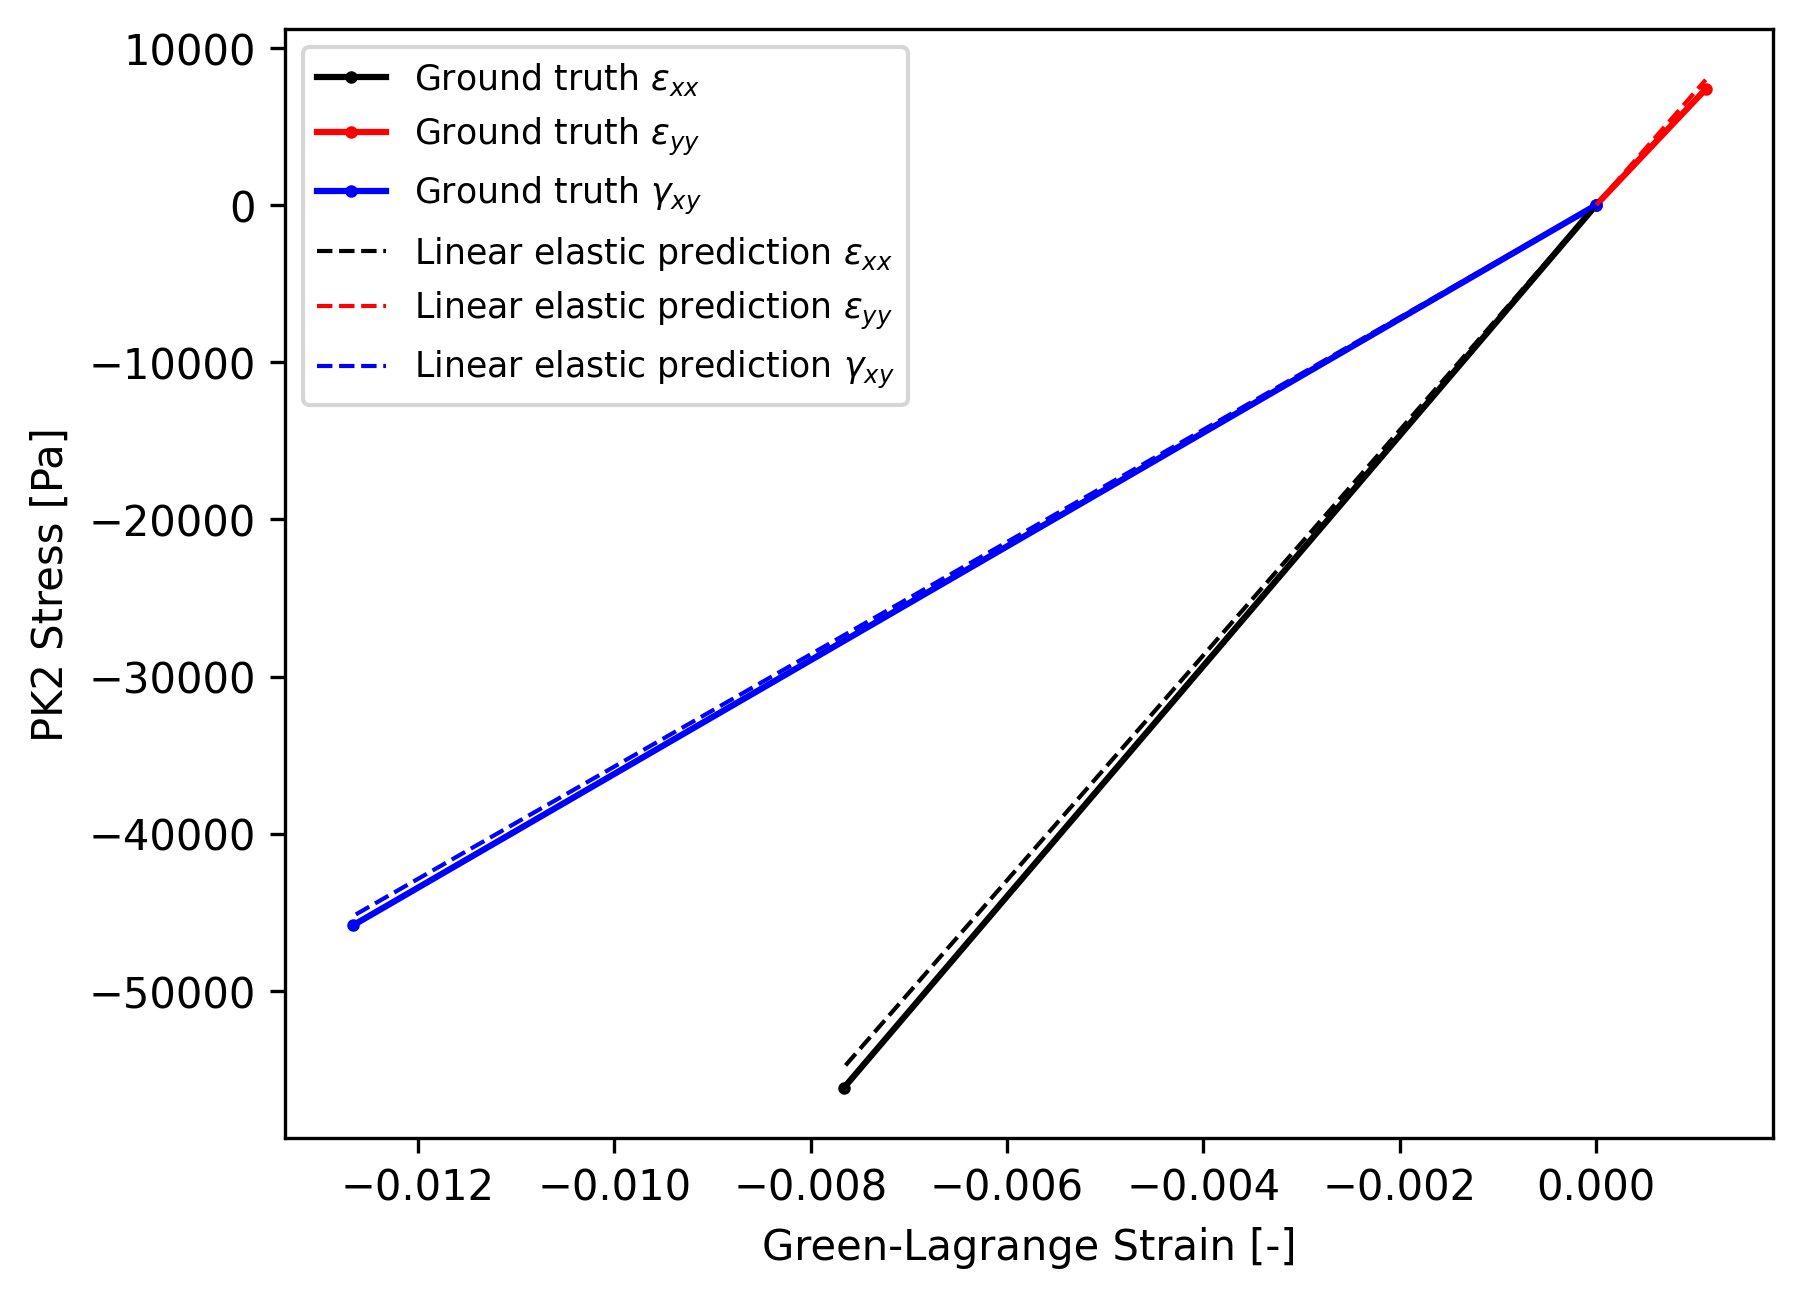 10000
0
−10000
−20000
−30000
−40000
−50000
PK2 Stress [Pa]
Ground truth εxx
Ground truth εyy
Ground truth γxy
Linear elastic prediction εxx
Linear elastic prediction εyy
Linear elastic prediction γxy
−0.012 −0.010 −0.008 −0.006 −0.004 −0.002 0.000
Green-Lagrange Strain [-]